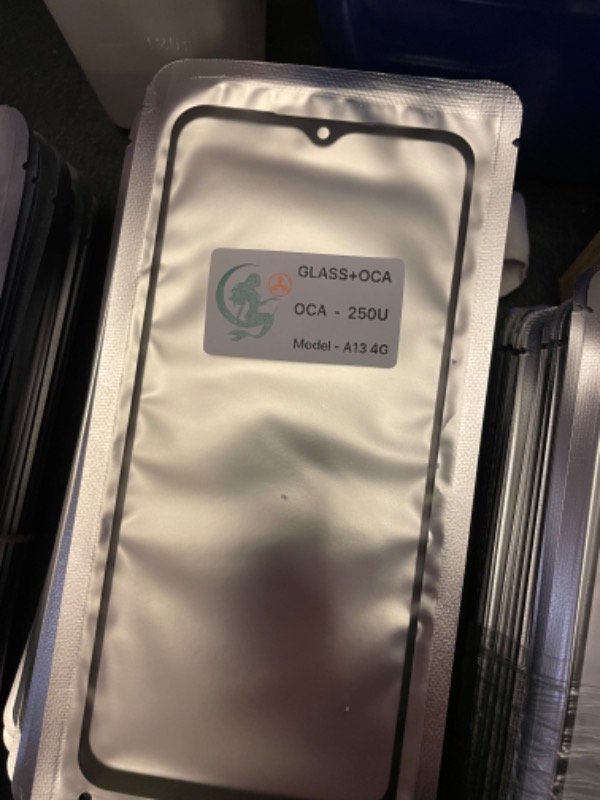 GLASS+OCA
OCA - 250U
Model - A13 4G